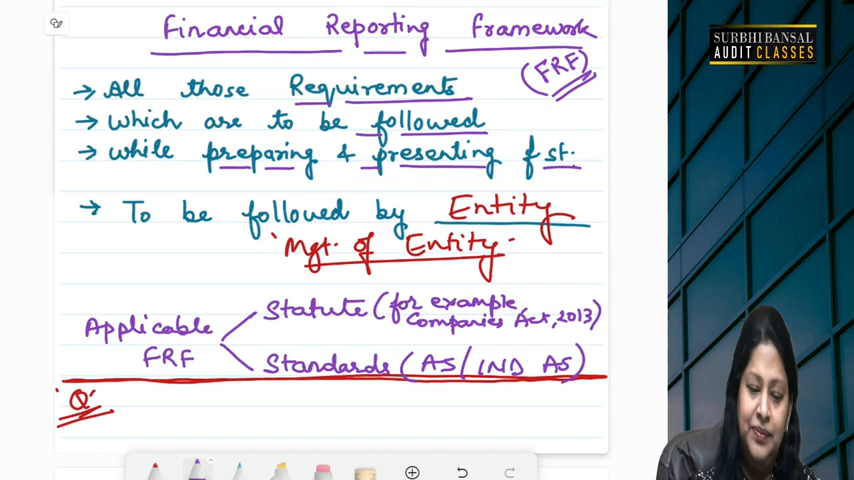 Financial Reporting Framework
(FRF)
→ All those Requirements
→ which are to be followed
→ while preparing & presenting f st.
→ To be followed by Entity
'Mgt. of Entity'
Applicable FRF
Statute (for example Companies Act, 2013)
Standards (AS/IND AS)
'Q'
SURBHI BANSAL
AUDIT CLASSES